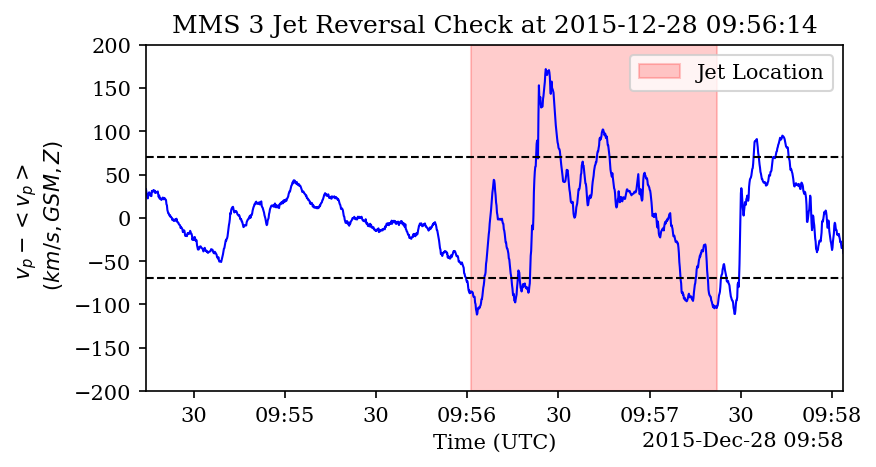 MMS 3 Jet Reversal Check at 2015-12-28 09:56:14
200
150
100
50
0
−50
−100
−150
−200
v_p − <v_p>
(km/s, GSM, Z)
Jet Location
30 09:55 30 09:56 30 09:57 30 09:58
Time (UTC)
2015-Dec-28 09:58